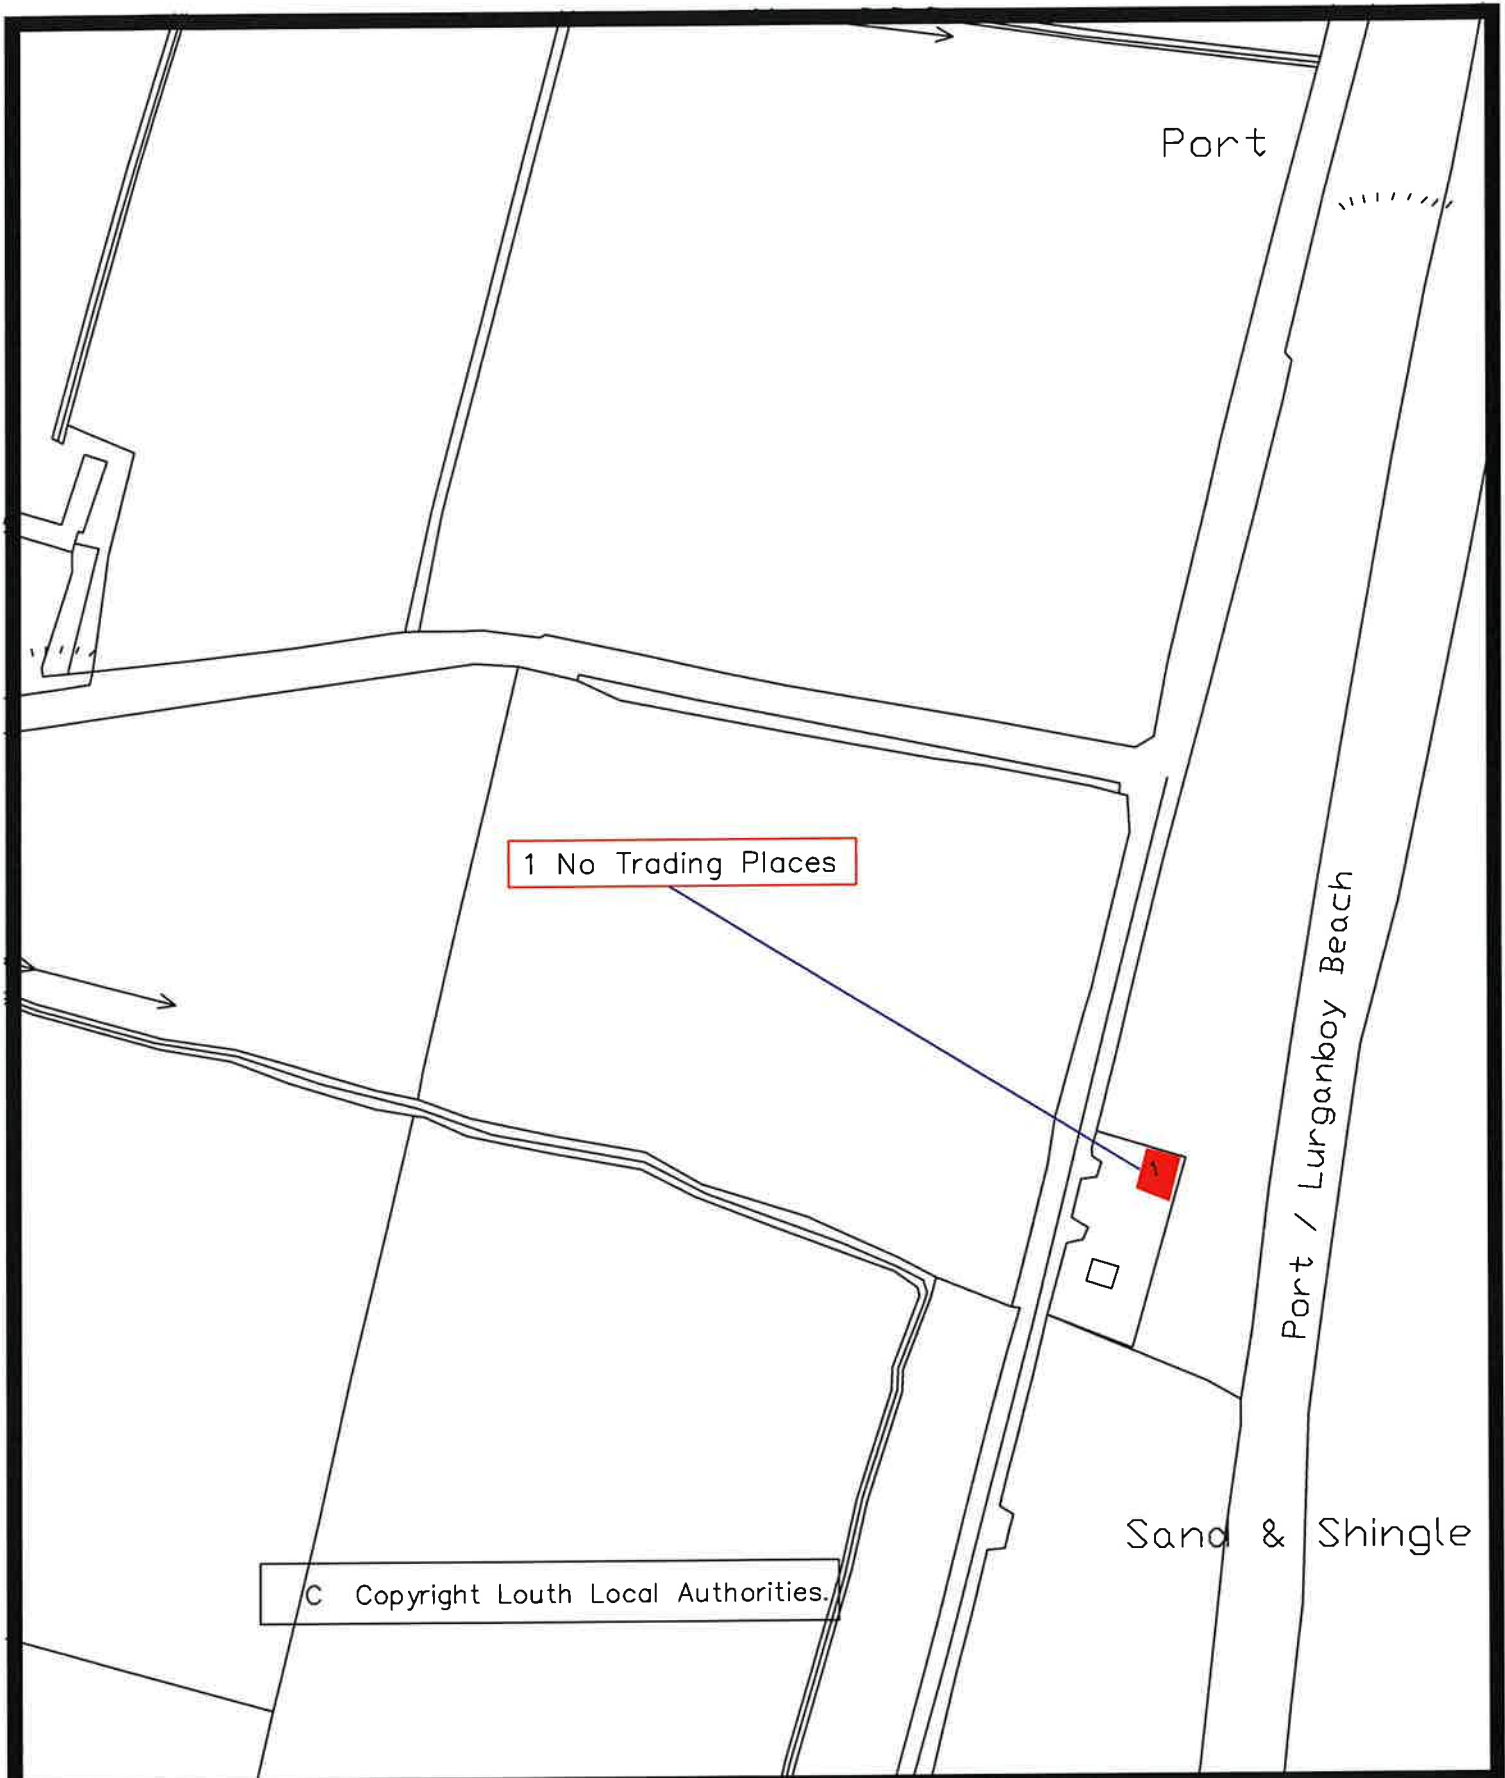 Port
1 No Trading Places
1
Port / Lurganboy Beach
Sand & Shingle
C Copyright Louth Local Authorities.